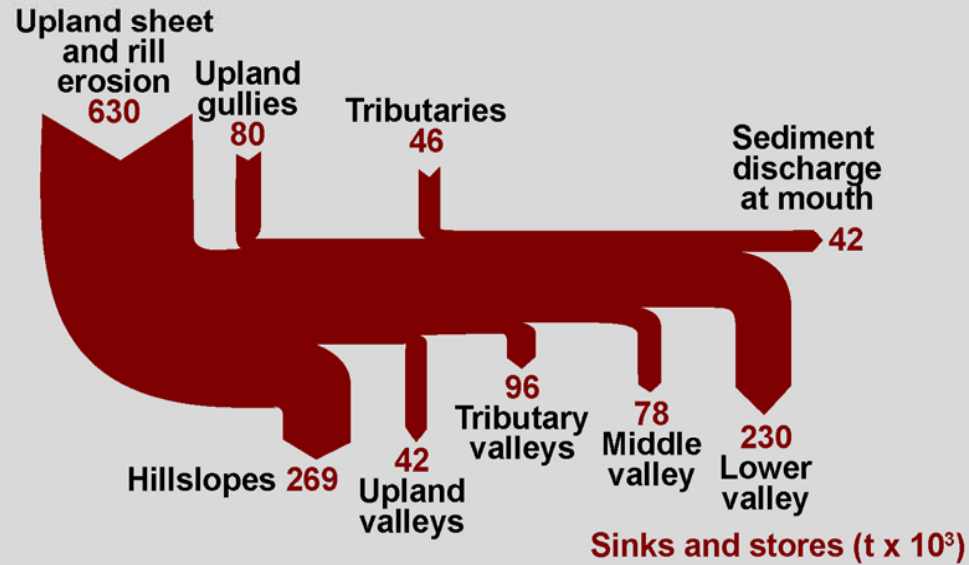 Upland sheet
and rill
erosion
630
Upland
gullies
80
Tributaries
46
Sediment
discharge
at mouth
42
Hillslopes 269
42
Upland
valleys
96
Tributary
valleys
78
Middle
valley
230
Lower
valley
Sinks and stores (t x 10³)